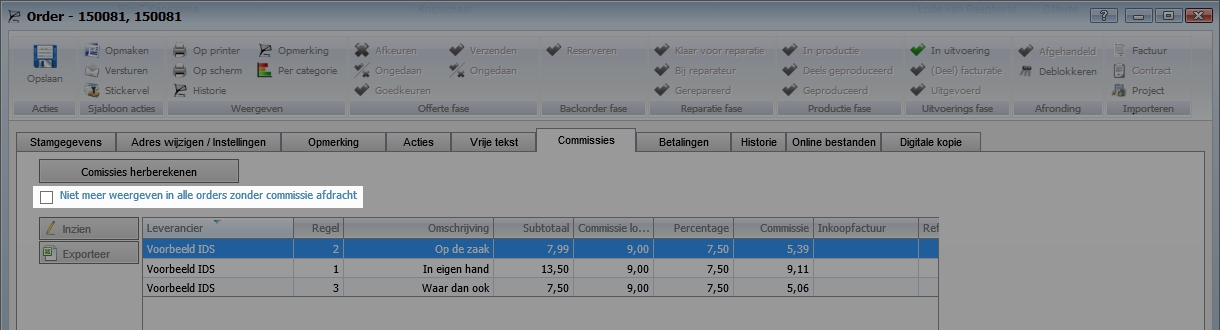 Order - 150081, 150081
Opslaan
Opmaken
Versturen
Stickervel
Op printer
Op scherm
Historie
Opmerking
Per categorie
Afkeuren
Ongedaan
Goedkeuren
Verzenden
Ongedaan
Reserveren
Klaar voor reparatie
Bij reparateur
Gerepareerd
In productie
Deels geproduceerd
Geproduceerd
In uitvoering
(Deel) facturatie
Uitgevoerd
Afgehandeld
Deblokkeren
Factuur
Contract
Project
Acties Sjabloon acties Weergeven Offerte fase Backorder fase Reparatie fase Productie fase Uitvoerings fase Afronding Importeren
Stamgegevens Adres wijzigen / Instellingen Opmerking Acties Vrije tekst Commissies Betalingen Historie Online bestanden Digitale kopie
Comissies herberekenen
Niet meer weergeven in alle orders zonder commissie afdracht
Inzien
Exporteer
Leverancier Regel Omschrijving Subtotaal Commissie lo... Percentage Commissie Inkoopfactuur Ref
Voorbeeld IDS 2 Op de zaak 7,99 9,00 7,50 5,39
Voorbeeld IDS 1 In eigen hand 13,50 9,00 7,50 9,11
Voorbeeld IDS 3 Waar dan ook 7,50 9,00 7,50 5,06